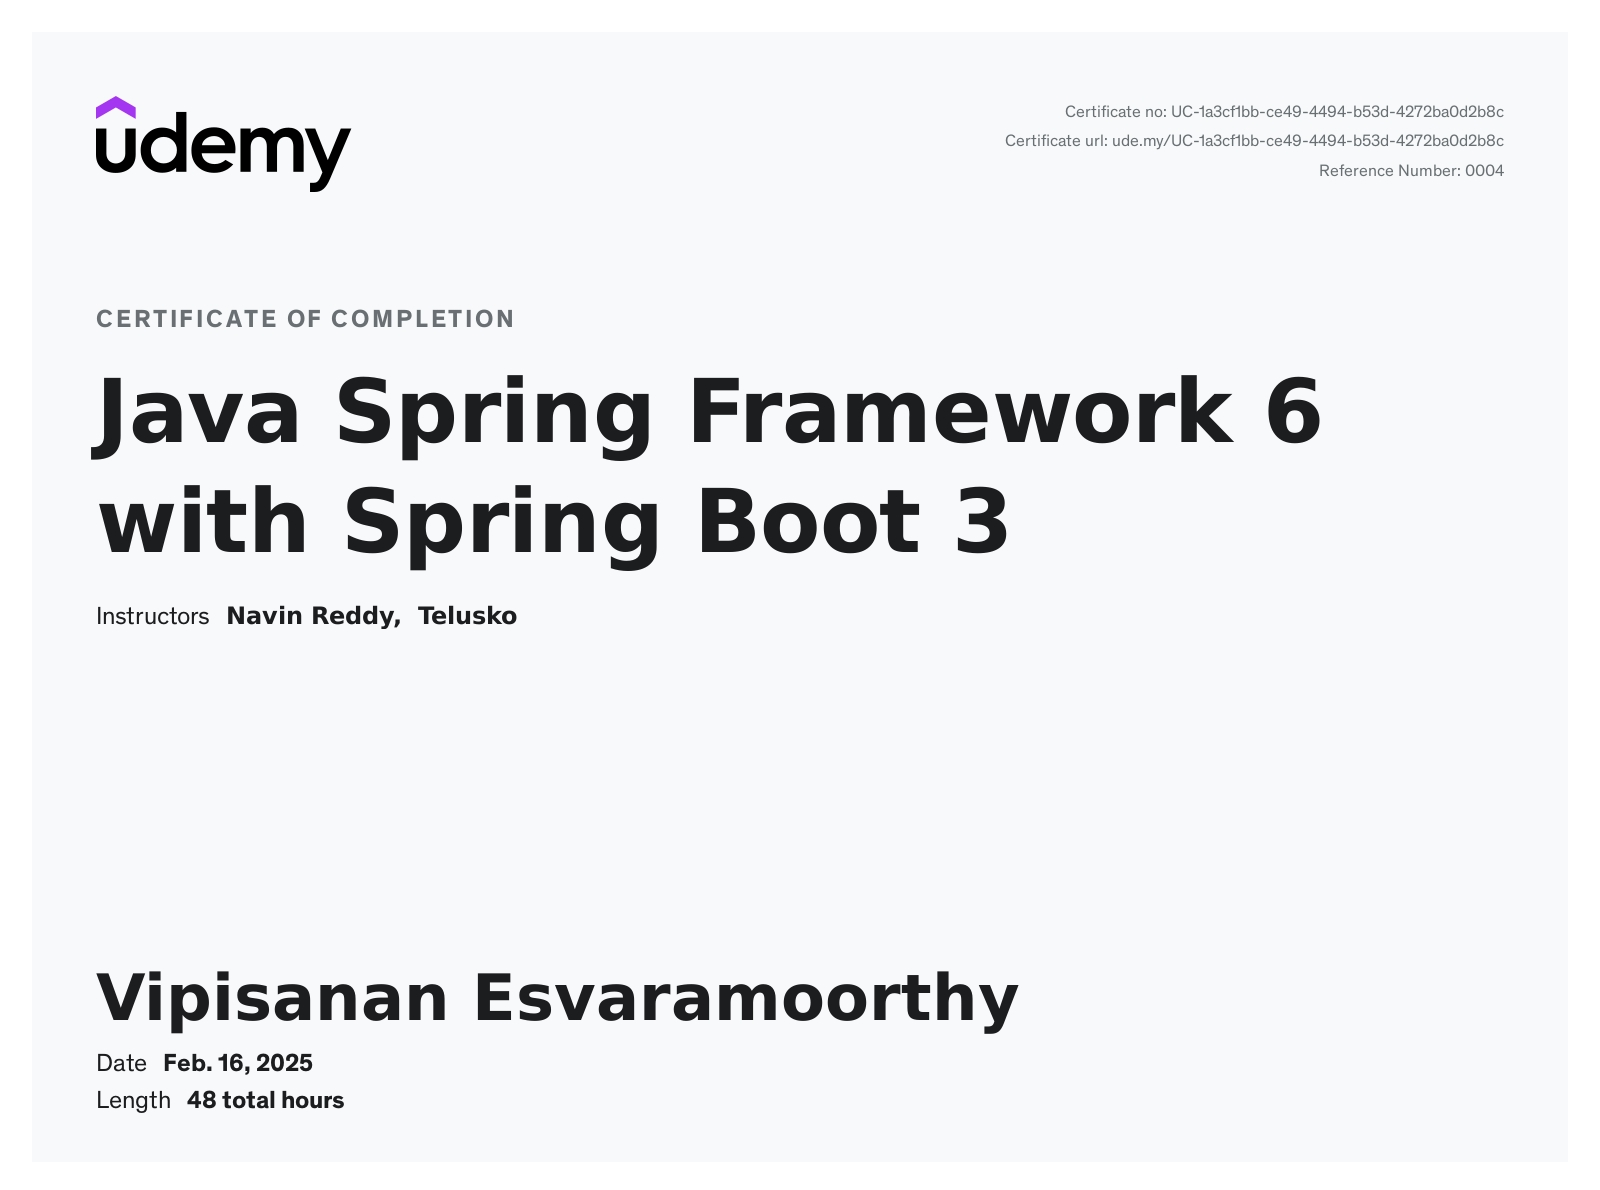 udemy
Certificate no: UC-1a3cf1bb-ce49-4494-b53d-4272ba0d2b8c
Certificate url: ude.my/UC-1a3cf1bb-ce49-4494-b53d-4272ba0d2b8c
Reference Number: 0004
CERTIFICATE OF COMPLETION
Java Spring Framework 6
with Spring Boot 3
Instructors Navin Reddy, Telusko
Vipisanan Esvaramoorthy
Date Feb. 16, 2025
Length 48 total hours